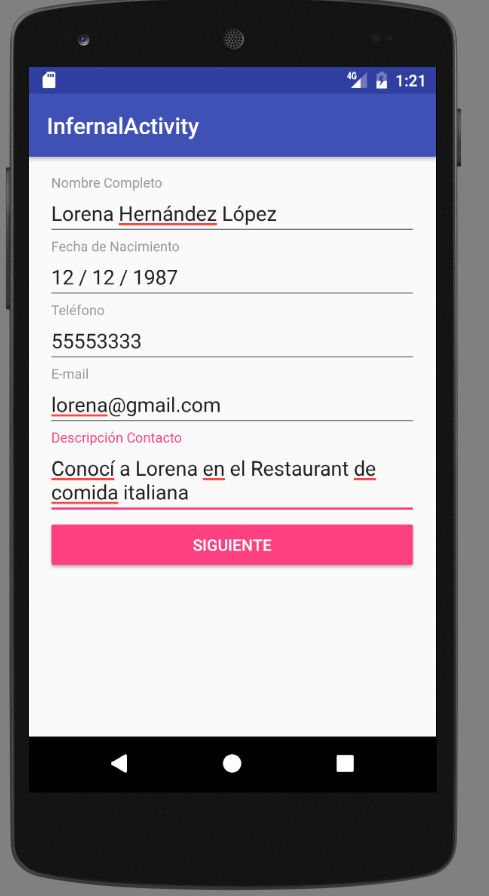 4G 1:21
InfernalActivity
Nombre Completo
Lorena Hernández López
Fecha de Nacimiento
12 / 12 / 1987
Teléfono
55553333
E-mail
lorena@gmail.com
Descripción Contacto
Conocí a Lorena en el Restaurant de
comida italiana
SIGUIENTE